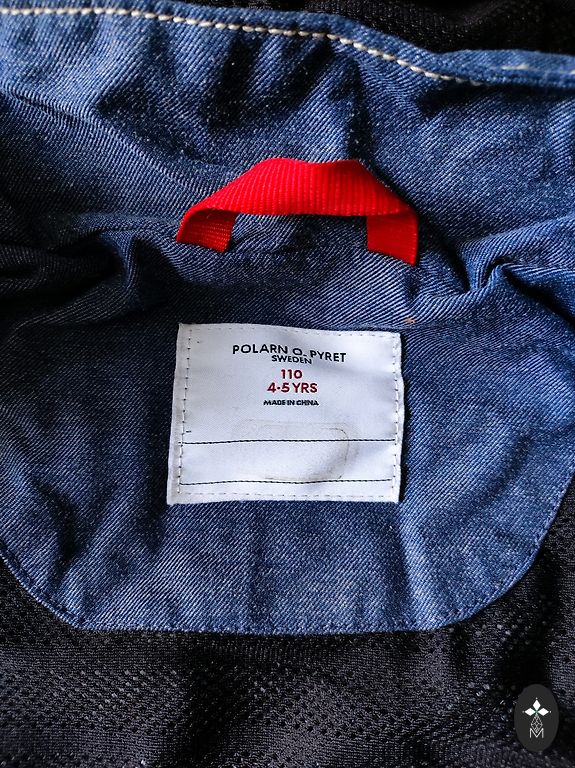 POLARN O. PYRET
SWEDEN
110
4-5 YRS
MADE IN CHINA
M